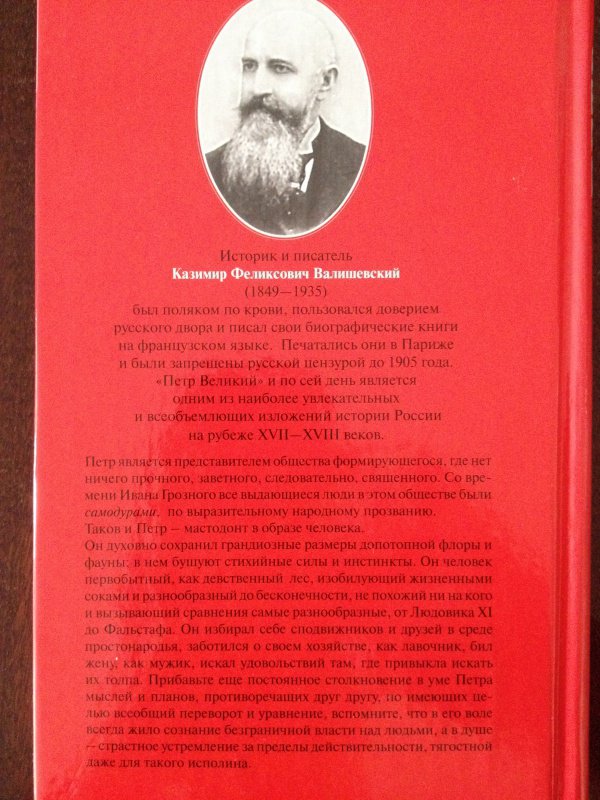 Историк и писатель
Казимир Феликсович Валишевский
(1849—1935)
был поляком по крови, пользовался доверием
русского двора и писал свои биографические книги
на французском языке. Печатались они в Париже
и были запрещены русской цензурой до 1905 года.
«Петр Великий» и по сей день является
одним из наиболее увлекательных
и всеобъемлющих изложений истории России
на рубеже XVII—XVIII веков.
Петр является представителем общества формирующегося, где нет
ничего прочного, заветного, следовательно, священного. Со вре-
мени Ивана Грозного все выдающиеся люди в этом обществе были
самодурами, по выразительному народному прозванию.
Таков и Петр — мастодонт в образе человека.
Он духовно сохранил грандиозные размеры допотопной флоры и
фауны; в нем бушуют стихийные силы и инстинкты. Он человек
первобытный, как девственный лес, изобилующий жизненными
соками и разнообразный до бесконечности, не похожий ни на кого
и вызывающий сравнения самые разнообразные, от Людовика XI
до Фальстафа. Он избирал себе сподвижников и друзей в среде
простонародья, заботился о своем хозяйстве, как лавочник, бил
жену, как мужик, искал удовольствий там, где привыкла искать
их толпа. Прибавьте еще постоянное столкновение в уме Петра
мыслей и планов, противоречащих друг другу, но имеющих це-
лью всеобщий переворот и уравнение, вспомните, что в его воле
всегда жило сознание безграничной власти над людьми, а в душе
—страстное устремление за пределы действительности, тягостной
даже для такого исполина.